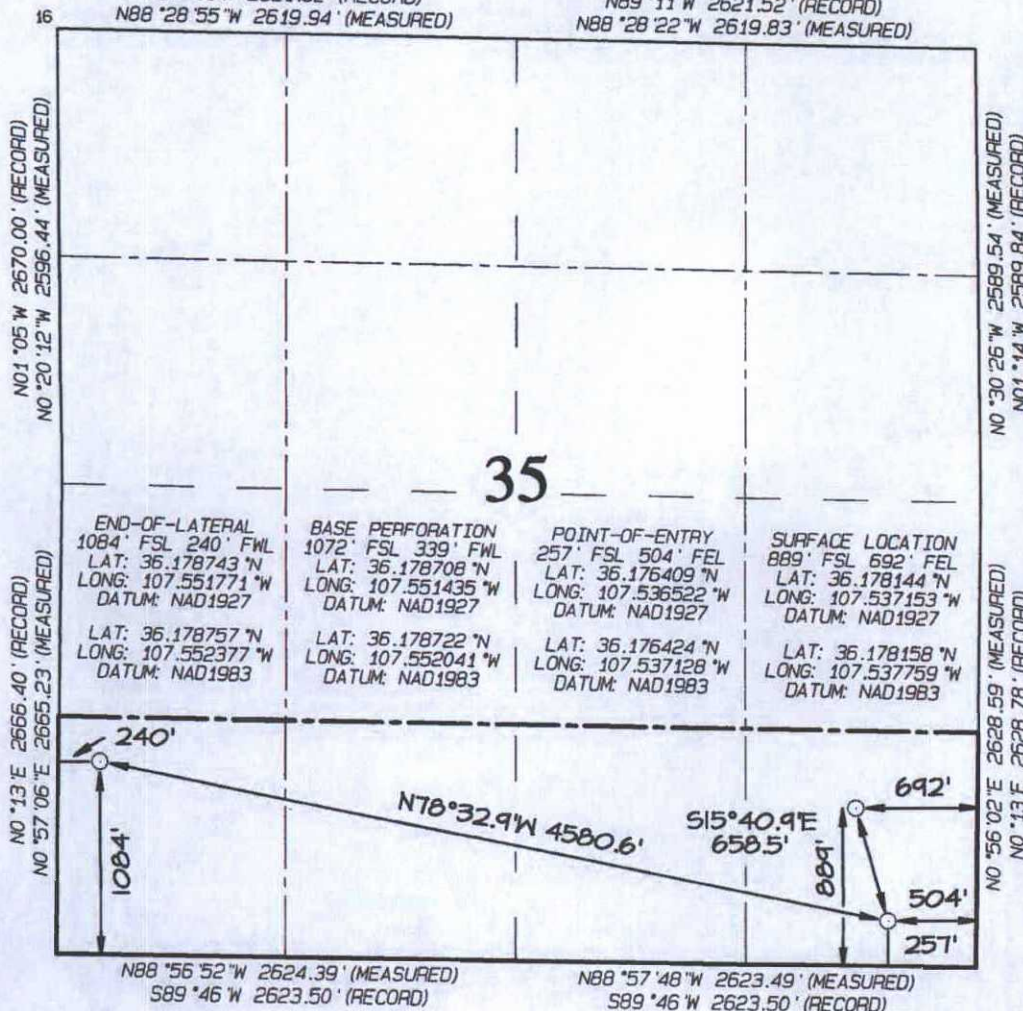 16
(RECORD)
N88 °28'55"W 2619.94' (MEASURED)
N89 °11'W 2621.52' (RECORD)
N88 °28'22"W 2619.83' (MEASURED)
N01 °05'W 2670.00' (RECORD)
N0 °20'12"W 2596.44' (MEASURED)
N0 °30'26"W 2589.54' (MEASURED)
N01 °14'W 2589.84' (RECORD)
35
END-OF-LATERAL
1084' FSL 240' FWL
LAT: 36.178743 °N
LONG: 107.551771 °W
DATUM: NAD1927
LAT: 36.178757 °N
LONG: 107.552377 °W
DATUM: NAD1983
BASE PERFORATION
1072' FSL 339' FWL
LAT: 36.178708 °N
LONG: 107.551435 °W
DATUM: NAD1927
LAT: 36.178722 °N
LONG: 107.552041 °W
DATUM: NAD1983
POINT-OF-ENTRY
257' FSL 504' FEL
LAT: 36.176409 °N
LONG: 107.536522 °W
DATUM: NAD1927
LAT: 36.176424 °N
LONG: 107.537128 °W
DATUM: NAD1983
SURFACE LOCATION
889' FSL 692' FEL
LAT: 36.178144 °N
LONG: 107.537153 °W
DATUM: NAD1927
LAT: 36.178158 °N
LONG: 107.537759 °W
DATUM: NAD1983
N0 °13'E 2666.40' (RECORD)
N0 °57'06"E 2665.23' (MEASURED)
N0 °56'02"E 2628.59' (MEASURED)
N0 °13'E 2628.78' (RECORD)
240'
1084'
N78°32.9'W 4580.6'
S15°40.9'E
658.5'
692'
889'
504'
257'
N88 °56'52"W 2624.39' (MEASURED)
S89 °46'W 2623.50' (RECORD)
N88 °57'48"W 2623.49' (MEASURED)
S89 °46'W 2623.50' (RECORD)